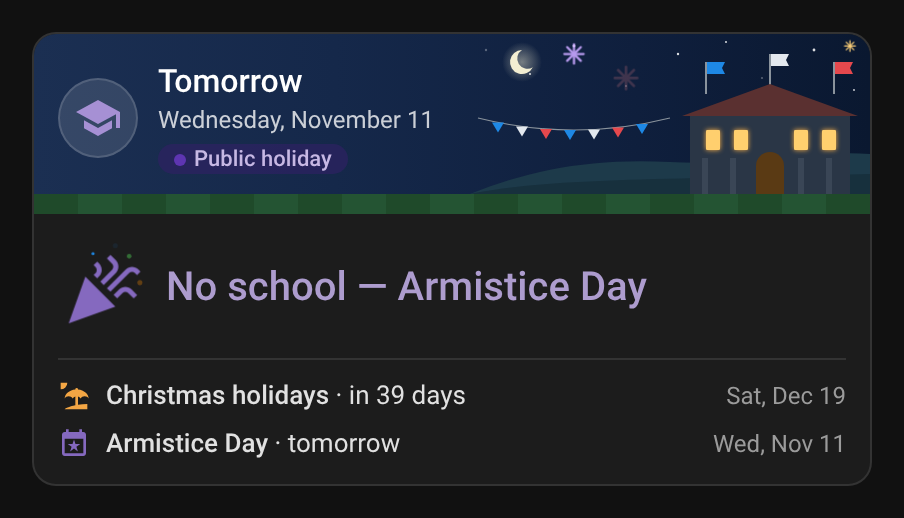 Tomorrow
Wednesday, November 11
Public holiday
No school — Armistice Day
Christmas holidays · in 39 days Sat, Dec 19
Armistice Day · tomorrow Wed, Nov 11